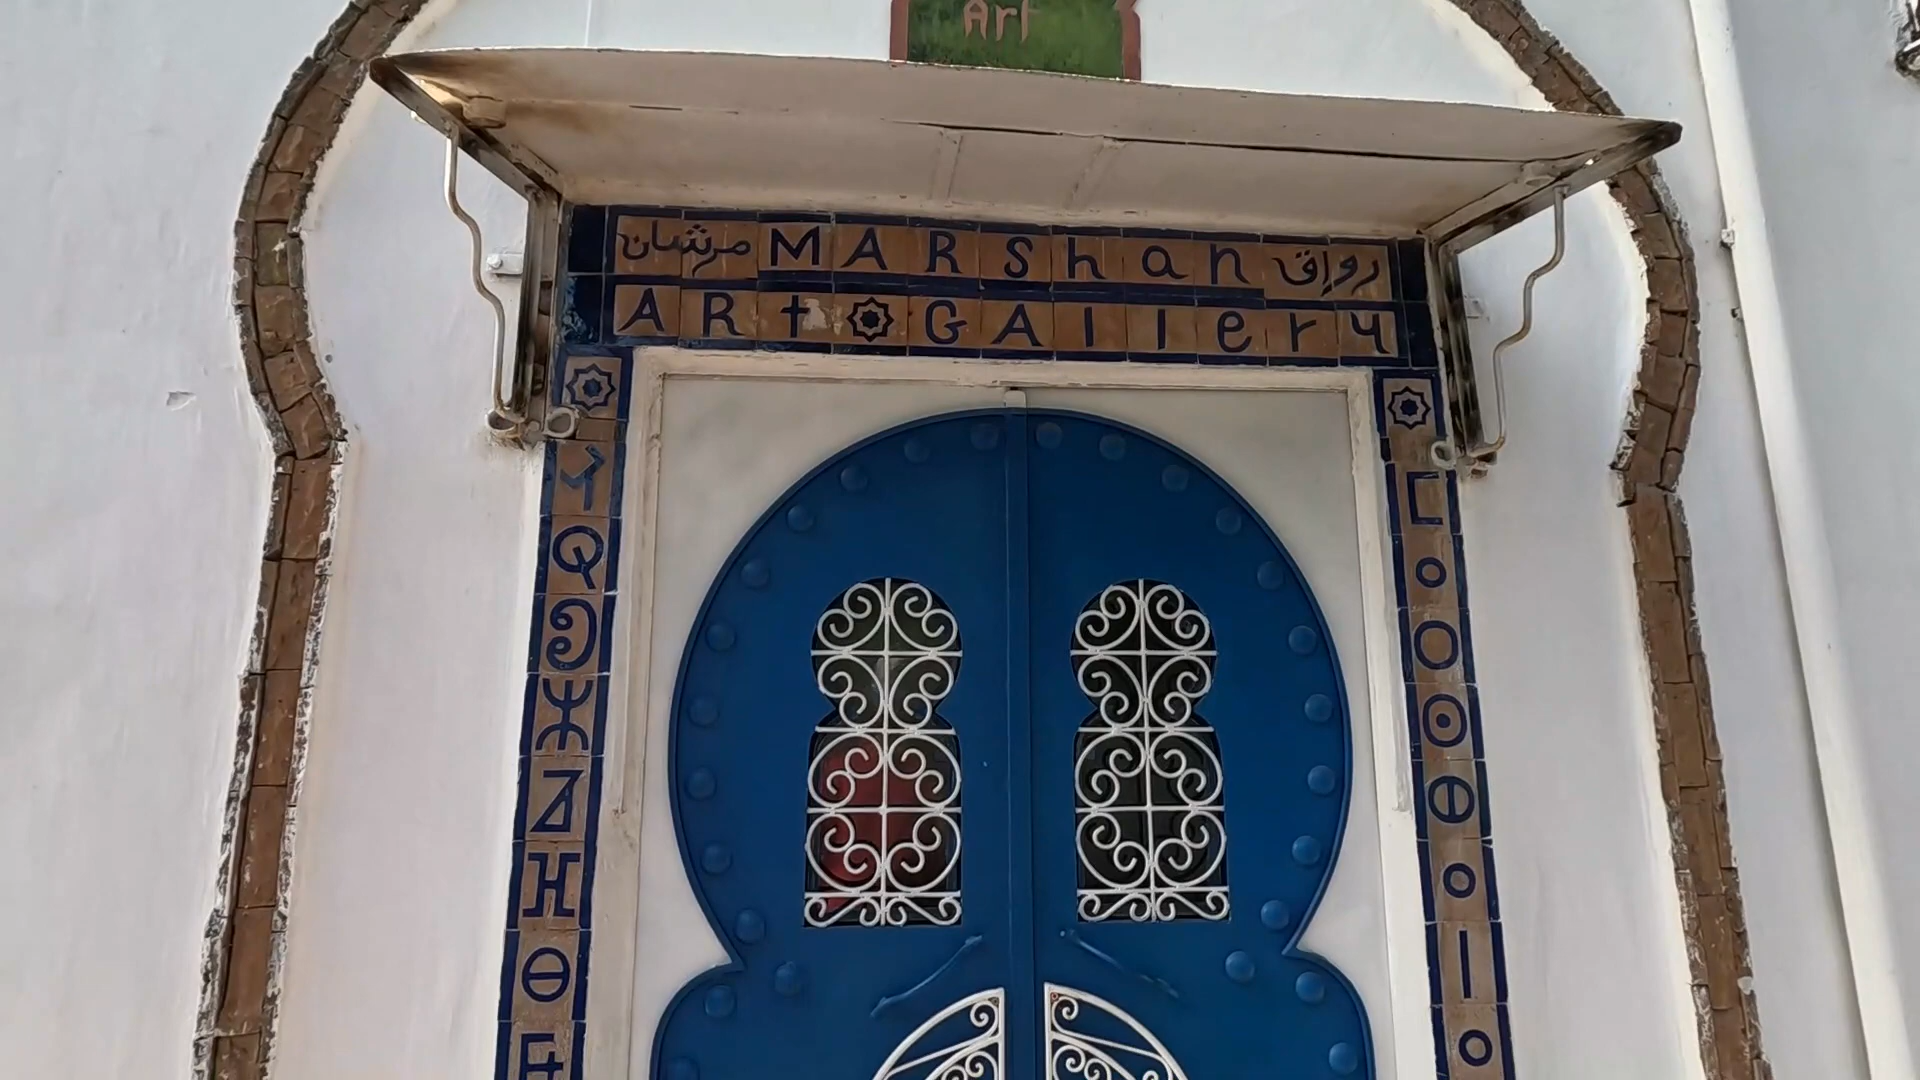 Art
مرشان MARShan رواق
ARt GAllery
ⵎ
ⴰ
ⵔ
ⵙ
ⵀ
ⴰ
ⵏ
ⴰ